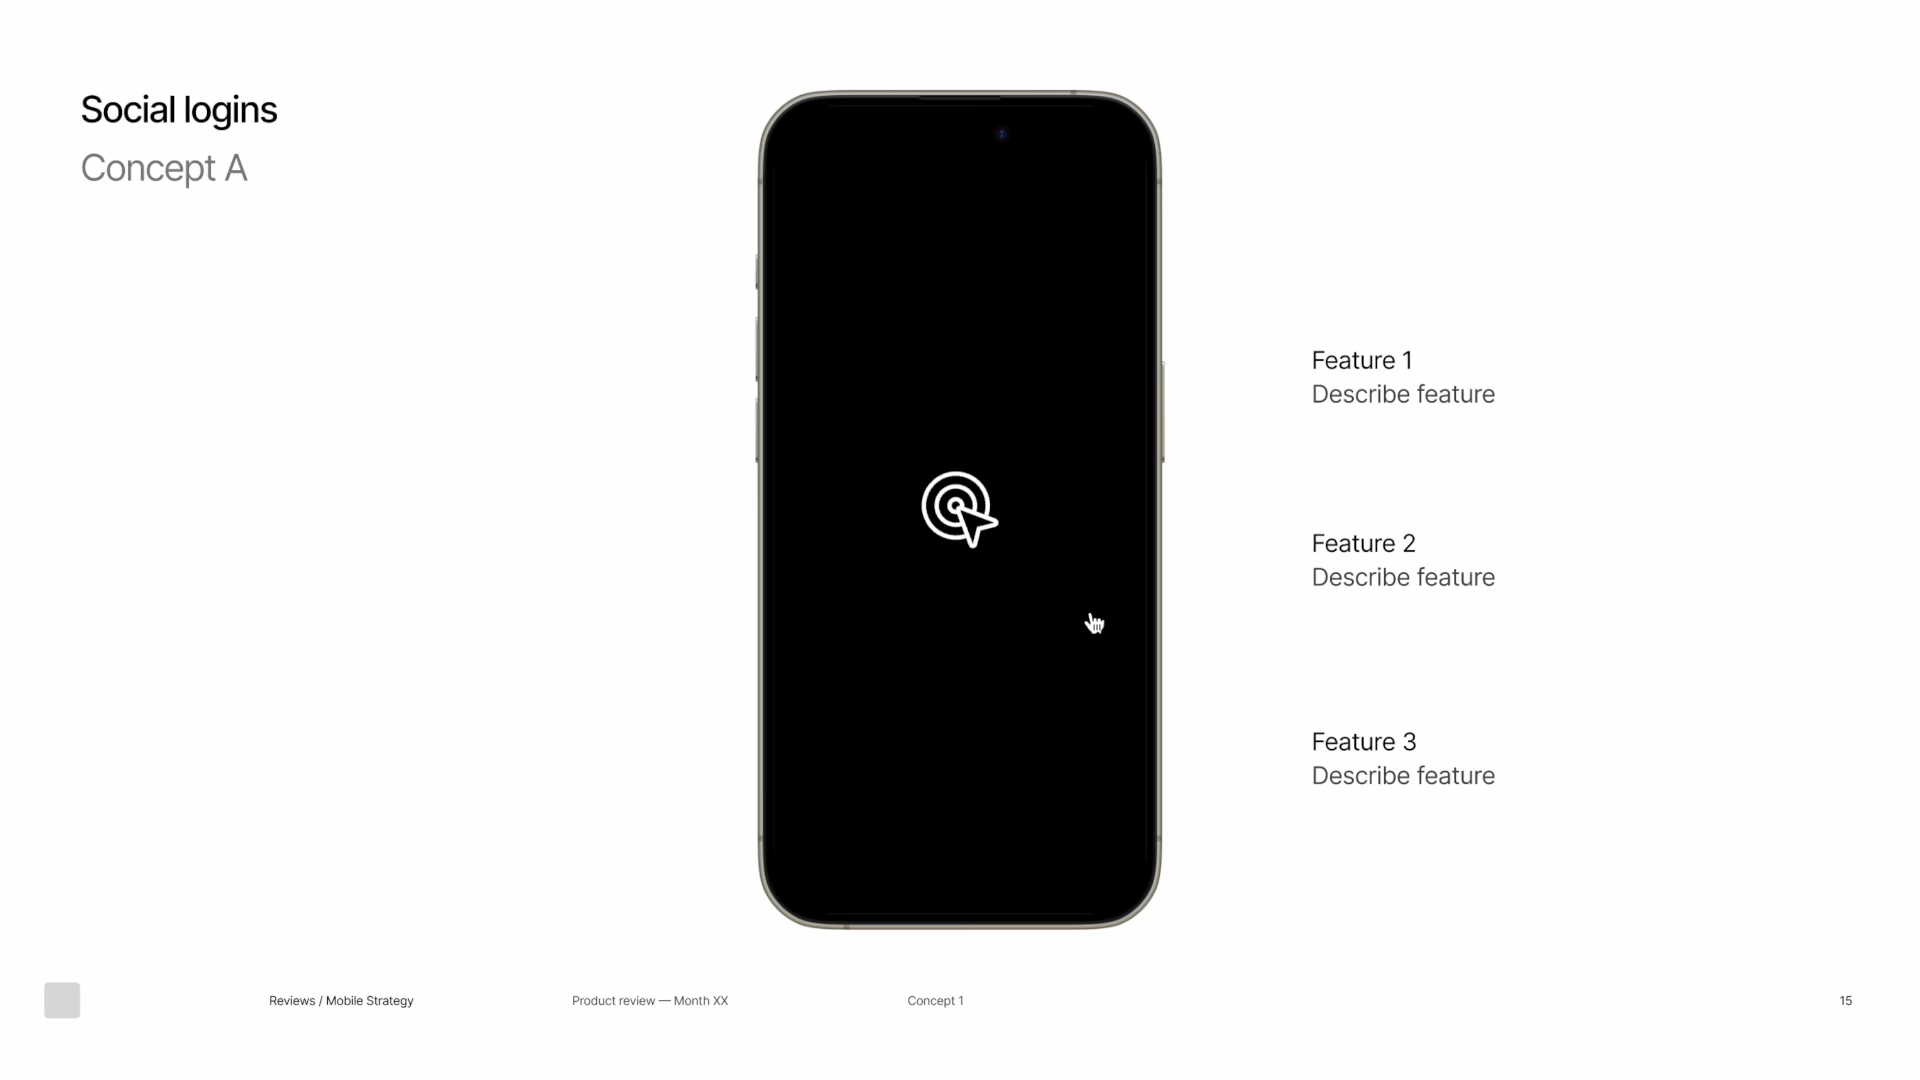 Social logins
Concept A
Feature 1
Describe feature
Feature 2
Describe feature
Feature 3
Describe feature
Reviews / Mobile Strategy
Product review — Month XX
Concept 1
15